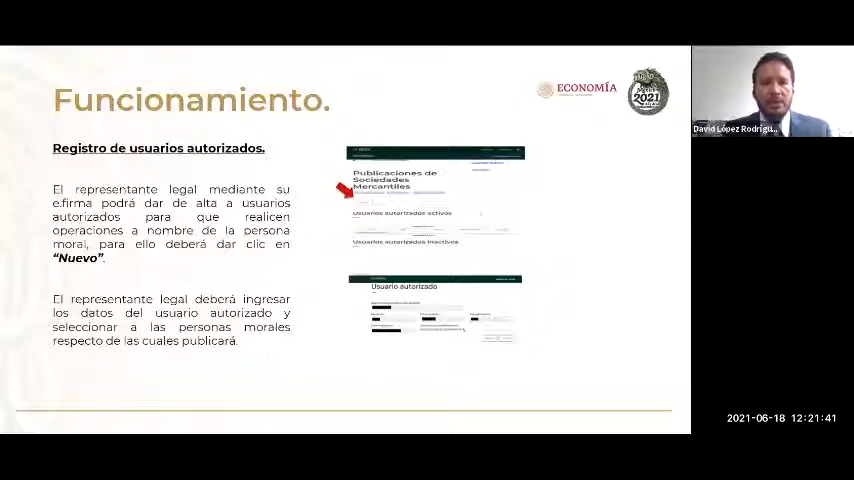 Funcionamiento.
ECONOMÍA
2021
Registro de usuarios autorizados.
El representante legal mediante su
e.firma podrá dar de alta a usuarios
autorizados para que realicen
operaciones a nombre de la persona
moral, para ello deberá dar clic en
“Nuevo”.
El representante legal deberá ingresar
los datos del usuario autorizado y
seleccionar a las personas morales
respecto de las cuales publicará.
Publicaciones de
Sociedades
Mercantiles
Usuarios autorizados activos
Usuarios autorizados inactivos
Usuario autorizado
David López Rodrígu...
2021-06-18 12:21:41